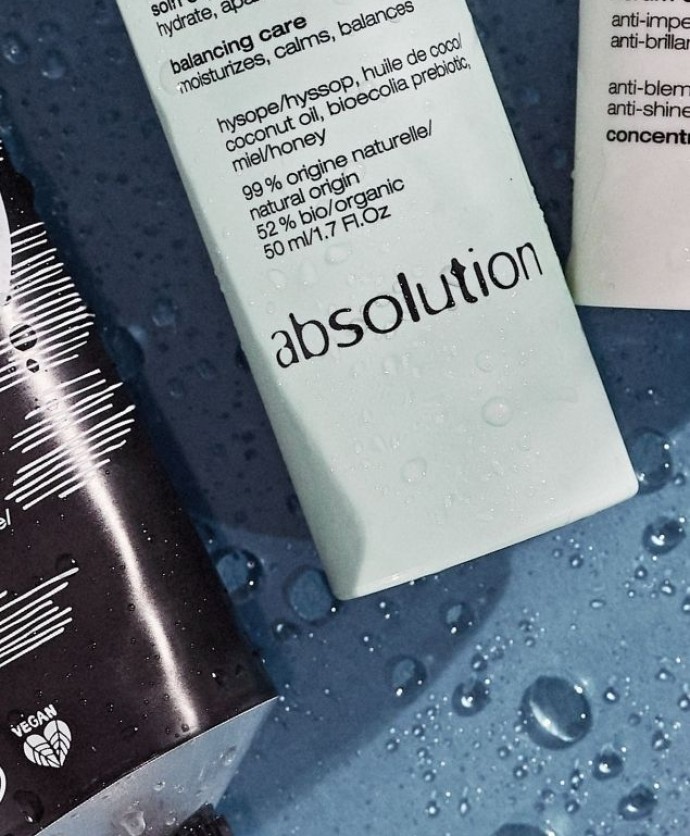 hydrate,
balancing care
moisturizes, calms, balances
hysope/hyssop, huile de coco/
coconut oil, bioecolia prebiotic,
miel/honey
99 % origine naturelle/
natural origin
52 % bio/organic
50 ml/1.7 Fl.Oz
absolution
anti-impe
anti-brillan
anti-blem
anti-shine
concentr
VEGAN